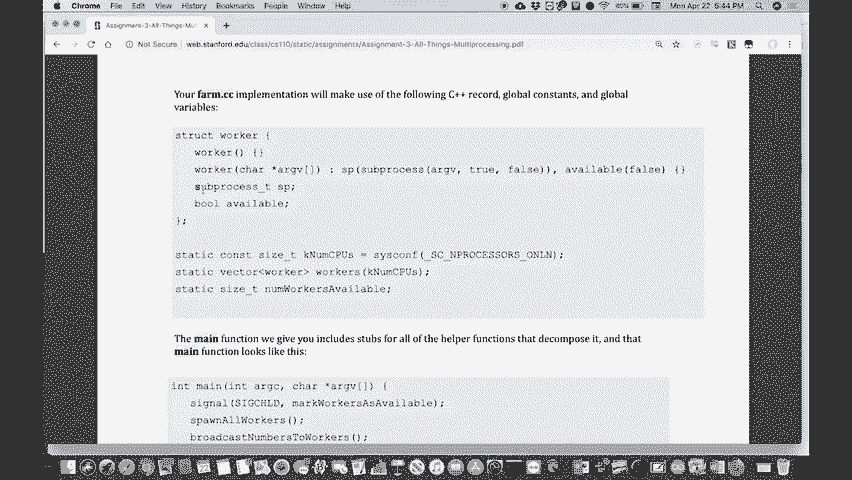 Chrome File Edit View History Bookmarks People Window Help
80%
Mon Apr 22 5:44 PM
Assignment-3-All-Things-Mul
Not Secure web.stanford.edu/class/cs110/static/assignments/Assignment-3-All-Things-Multiprocessing.pdf
Your farm.cc implementation will make use of the following C++ record, global constants, and global
variables:
struct worker {
worker() {}
worker(char *argv[]) : sp(subprocess(argv, true, false)), available(false) {}
subprocess_t sp;
bool available;
};
static const size_t kNumCPUs = sysconf(_SC_NPROCESSORS_ONLN);
static vector<worker> workers(kNumCPUs);
static size_t numWorkersAvailable;
The main function we give you includes stubs for all of the helper functions that decompose it, and that
main function looks like this:
int main(int argc, char *argv[]) {
signal(SIGCHLD, markWorkersAsAvailable);
spawnAllWorkers();
broadcastNumbersToWorkers();